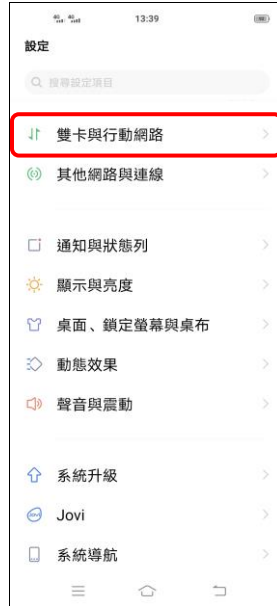 4G 4G 13:39
設定
搜尋設定項目
雙卡與行動網路
其他網路與連線
通知與狀態列
顯示與亮度
桌面、鎖定螢幕與桌布
動態效果
聲音與震動
系統升級
Jovi
系統導航